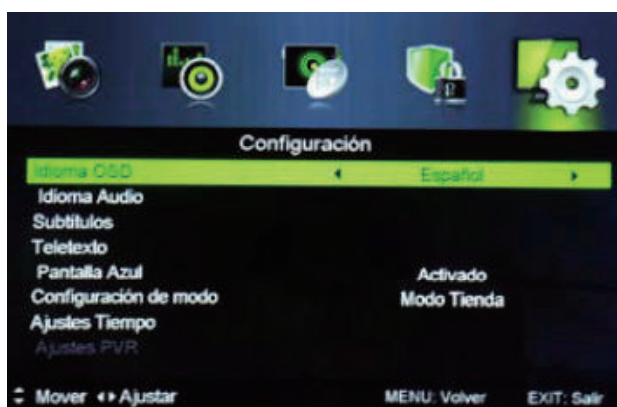 Configuración
Idioma OSD Español
Idioma Audio
Subtítulos
Teletexto
Pantalla Azul Activado
Configuración de modo Modo Tienda
Ajustes Tiempo
Ajustes PVR
Mover Ajustar MENU: Volver EXIT: Salir